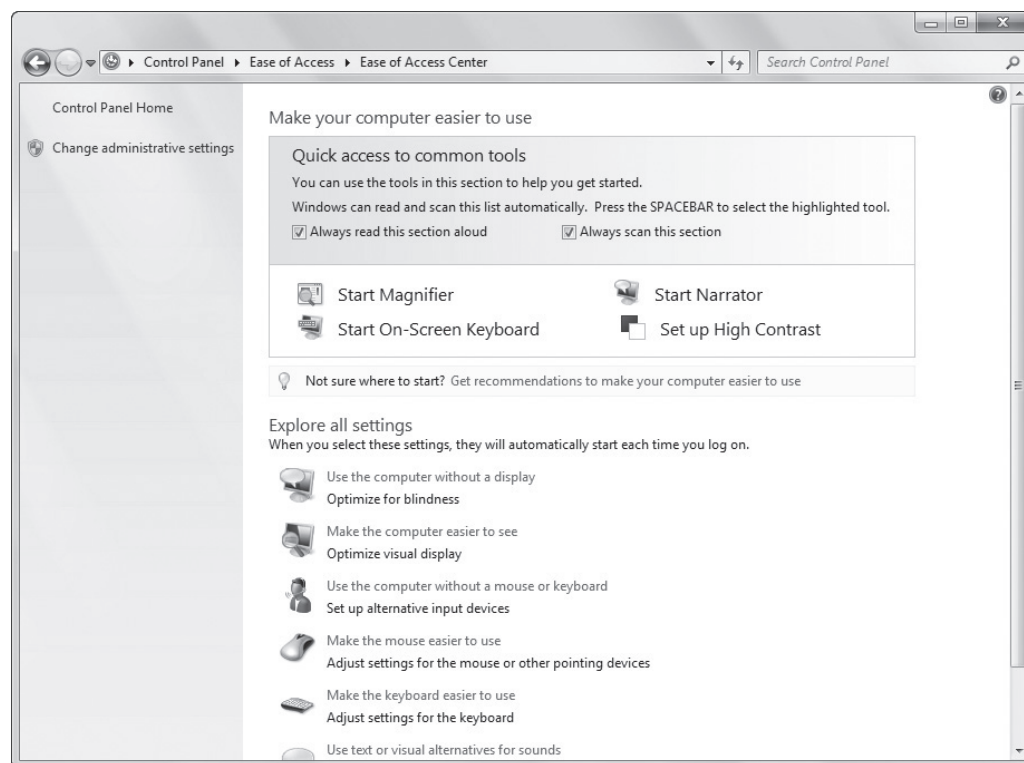 Control Panel ▸ Ease of Access ▸ Ease of Access Center
Search Control Panel
Control Panel Home
Change administrative settings
Make your computer easier to use
Quick access to common tools
You can use the tools in this section to help you get started.
Windows can read and scan this list automatically. Press the SPACEBAR to select the highlighted tool.
Always read this section aloud
Always scan this section
Start Magnifier
Start Narrator
Start On-Screen Keyboard
Set up High Contrast
Not sure where to start? Get recommendations to make your computer easier to use
Explore all settings
When you select these settings, they will automatically start each time you log on.
Use the computer without a display
Optimize for blindness
Make the computer easier to see
Optimize visual display
Use the computer without a mouse or keyboard
Set up alternative input devices
Make the mouse easier to use
Adjust settings for the mouse or other pointing devices
Make the keyboard easier to use
Adjust settings for the keyboard
Use text or visual alternatives for sounds